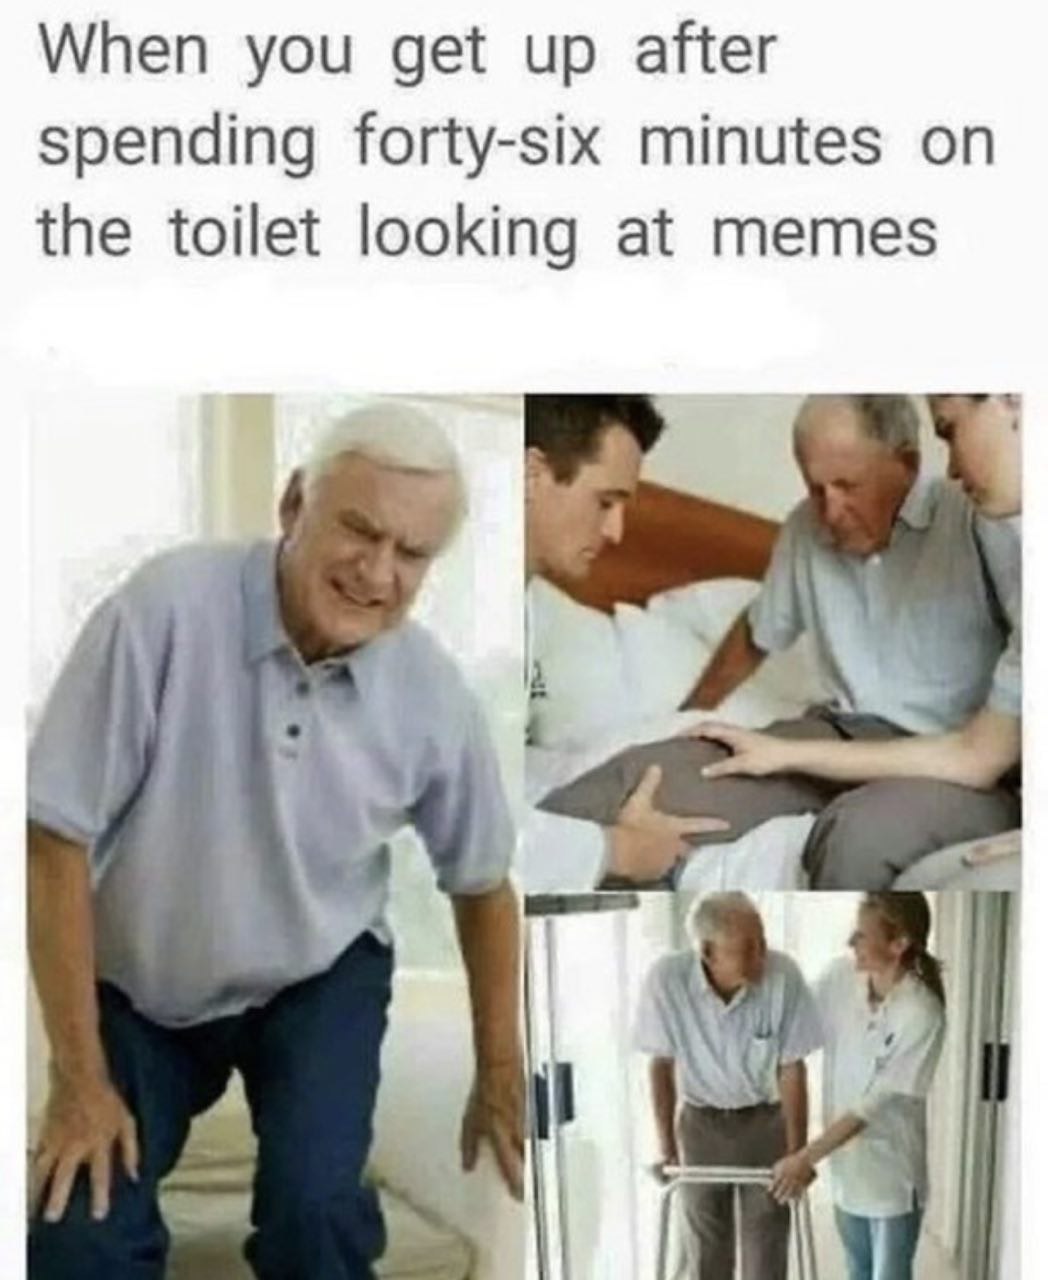 When you get up after
spending forty-six minutes on
the toilet looking at memes